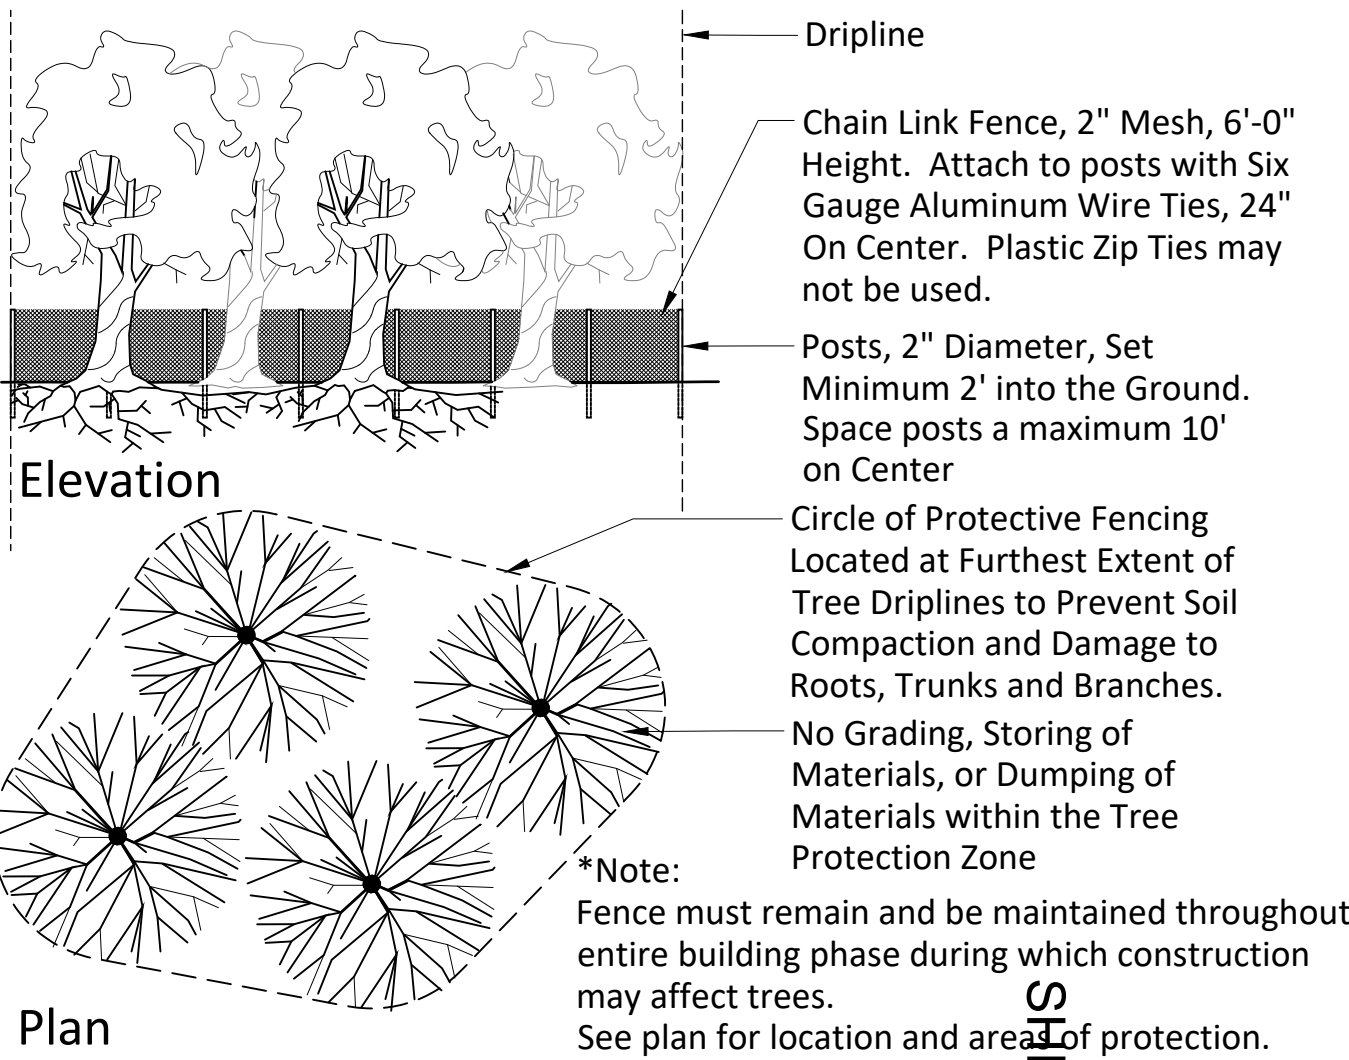 Dripline
Chain Link Fence, 2" Mesh, 6'-0"
Height.  Attach to posts with Six
Gauge Aluminum Wire Ties, 24"
On Center.  Plastic Zip Ties may
not be used.
Posts, 2" Diameter, Set
Minimum 2' into the Ground.
Space posts a maximum 10'
on Center
Elevation
Circle of Protective Fencing
Located at Furthest Extent of
Tree Driplines to Prevent Soil
Compaction and Damage to
Roots, Trunks and Branches.
No Grading, Storing of
Materials, or Dumping of
Materials within the Tree
Protection Zone
*Note:
Fence must remain and be maintained throughout
entire building phase during which construction
may affect trees.
See plan for location and areas of protection.
Plan